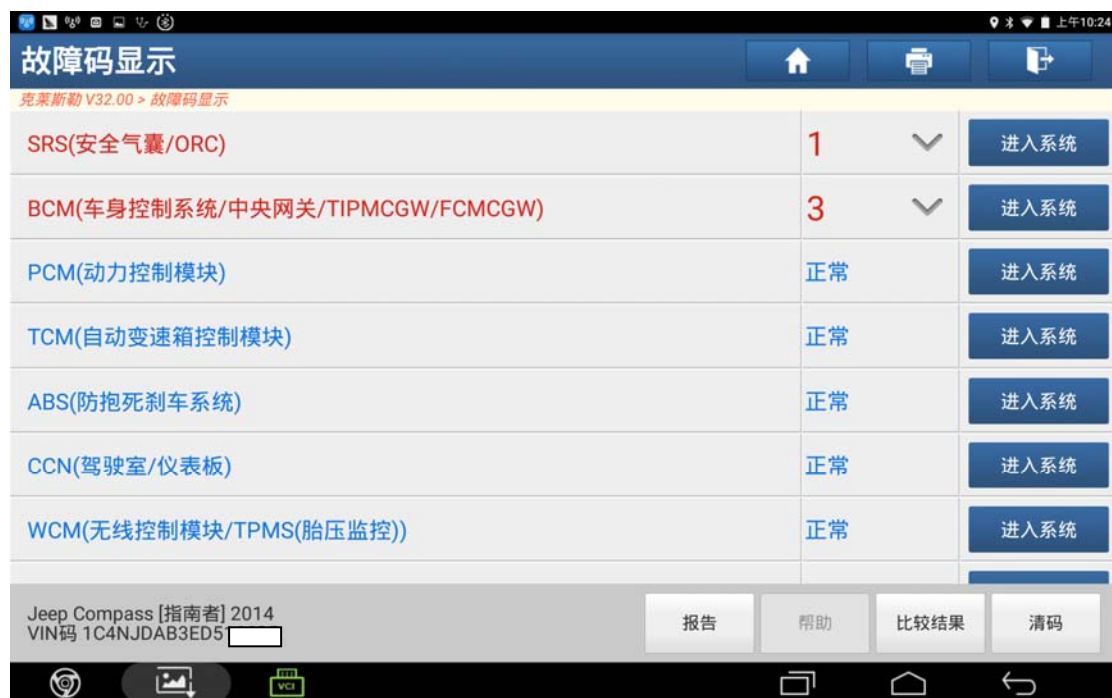 上午10:24
故障码显示
克莱斯勒 V32.00 > 故障码显示
SRS(安全气囊/ORC) 1 进入系统
BCM(车身控制系统/中央网关/TIPMCGW/FCMCGW) 3 进入系统
PCM(动力控制模块) 正常 进入系统
TCM(自动变速箱控制模块) 正常 进入系统
ABS(防抱死刹车系统) 正常 进入系统
CCN(驾驶室/仪表板) 正常 进入系统
WCM(无线控制模块/TPMS(胎压监控)) 正常 进入系统
Jeep Compass [指南者] 2014
VIN码 1C4NJDAB3ED5
报告 帮助 比较结果 清码
VCI